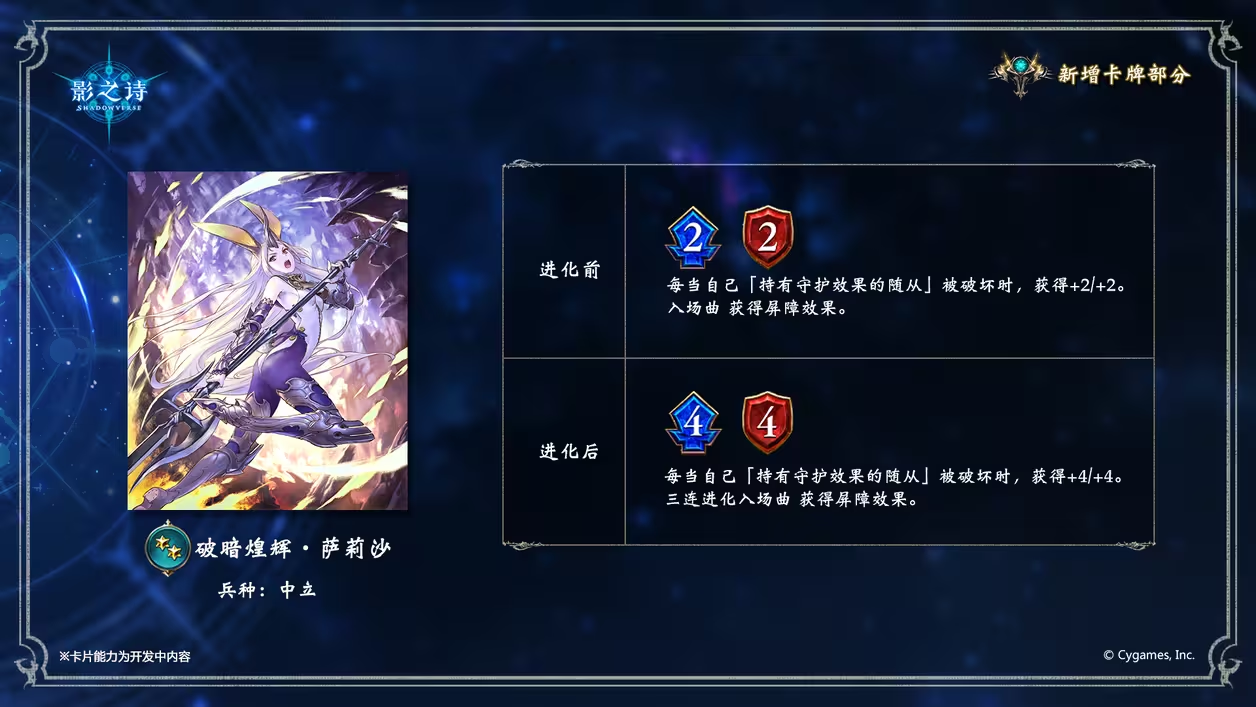 影之诗
SHADOWVERSE
新增卡牌部分
进化前
2 2
每当自己「持有守护效果的随从」被破坏时，获得+2/+2。
入场曲 获得屏障效果。
进化后
4 4
每当自己「持有守护效果的随从」被破坏时，获得+4/+4。
三连进化入场曲 获得屏障效果。
破暗煌辉・萨莉沙
兵种：中立
※卡片能力为开发中内容
© Cygames, Inc.